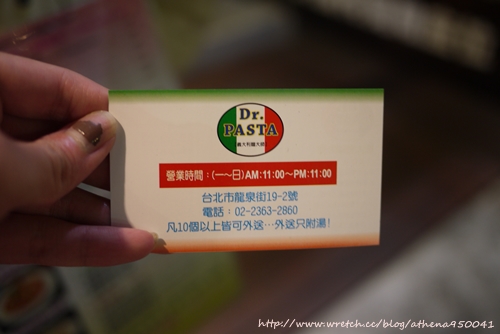 Dr.
PASTA
義大利麵大師
營業時間：(一～日)AM:11:00～PM:11:00
台北市龍泉街19-2號
電話：02-2363-2860
凡10個以上皆可外送…外送只附湯!
http://www.wretch.cc/blog/athena950041